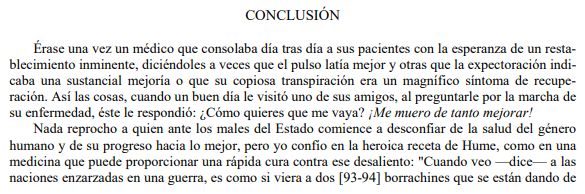 CONCLUSIÓN
Érase una vez un médico que consolaba día tras día a sus pacientes con la esperanza de un resta-
blecimiento inminente, diciéndoles a veces que el pulso latía mejor y otras que la expectoración indi-
caba una sustancial mejoría o que su copiosa transpiración era un magnífico síntoma de recupe-
ración. Así las cosas, cuando un buen día le visitó uno de sus amigos, al preguntarle por la marcha de
su enfermedad, éste le respondió: ¿Cómo quieres que me vaya? ¡Me muero de tanto mejorar!
Nada reprocho a quien ante los males del Estado comience a desconfiar de la salud del género
humano y de su progreso hacia lo mejor, pero yo confío en la heroica receta de Hume, como en una
medicina que puede proporcionar una rápida cura contra ese desaliento: "Cuando veo —dice— a las
naciones enzarzadas en una guerra, es como si viera a dos [93-94] borrachines que se están dando de